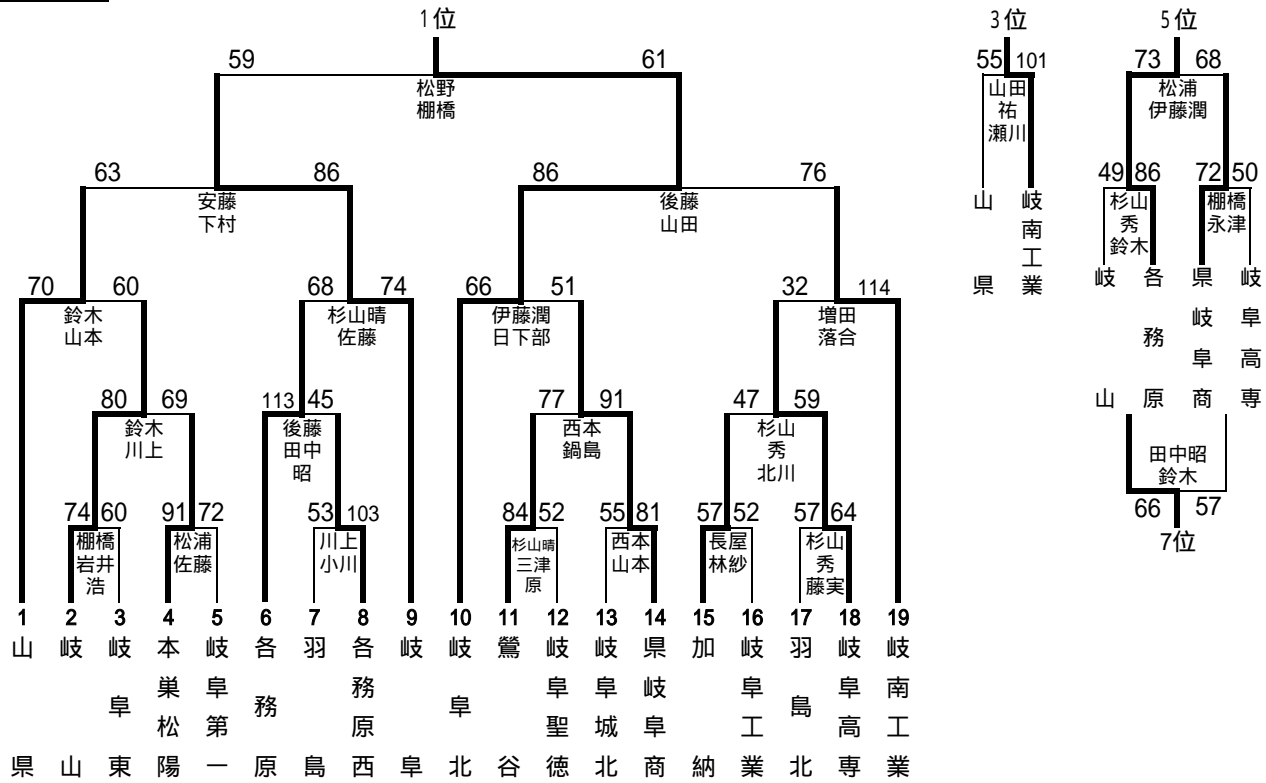 1位 3位 5位
59 61 55 101 73 68
松野 山田 松浦
棚橋 祐 伊藤潤
瀬川
63 86 86 76 49 86 72 50
安藤 後藤 杉山 棚橋
下村 山田 秀 永津
鈴木
山県 岐南工業
岐山 各務原 県岐阜商 岐阜高専
70 60 68 74 66 51 32 114
鈴木 杉山晴 伊藤潤 増田
山本 佐藤 日下部 落合
80 69 113 45 77 91 47 59
鈴木 後藤 西本 杉山
川上 田中 鍋島 秀
昭 北川
田中昭
鈴木
66 57
7位
74 60 91 72 53 103 84 52 55 81 57 52 57 64
棚橋 松浦 川上 杉山晴 西本 長屋 杉山
岩井 佐藤 小川 三津 山本 林紗 秀
浩 原 藤実
1 2 3 4 5 6 7 8 9 10 11 12 13 14 15 16 17 18 19
山県 岐山 岐阜東 本巣松陽 岐阜第一 各務原 羽島 各務原西 岐阜 岐阜北 鶯谷 岐阜聖徳 岐阜城北 県岐阜商 加納 岐阜工業 羽島北 岐阜高専 岐南工業